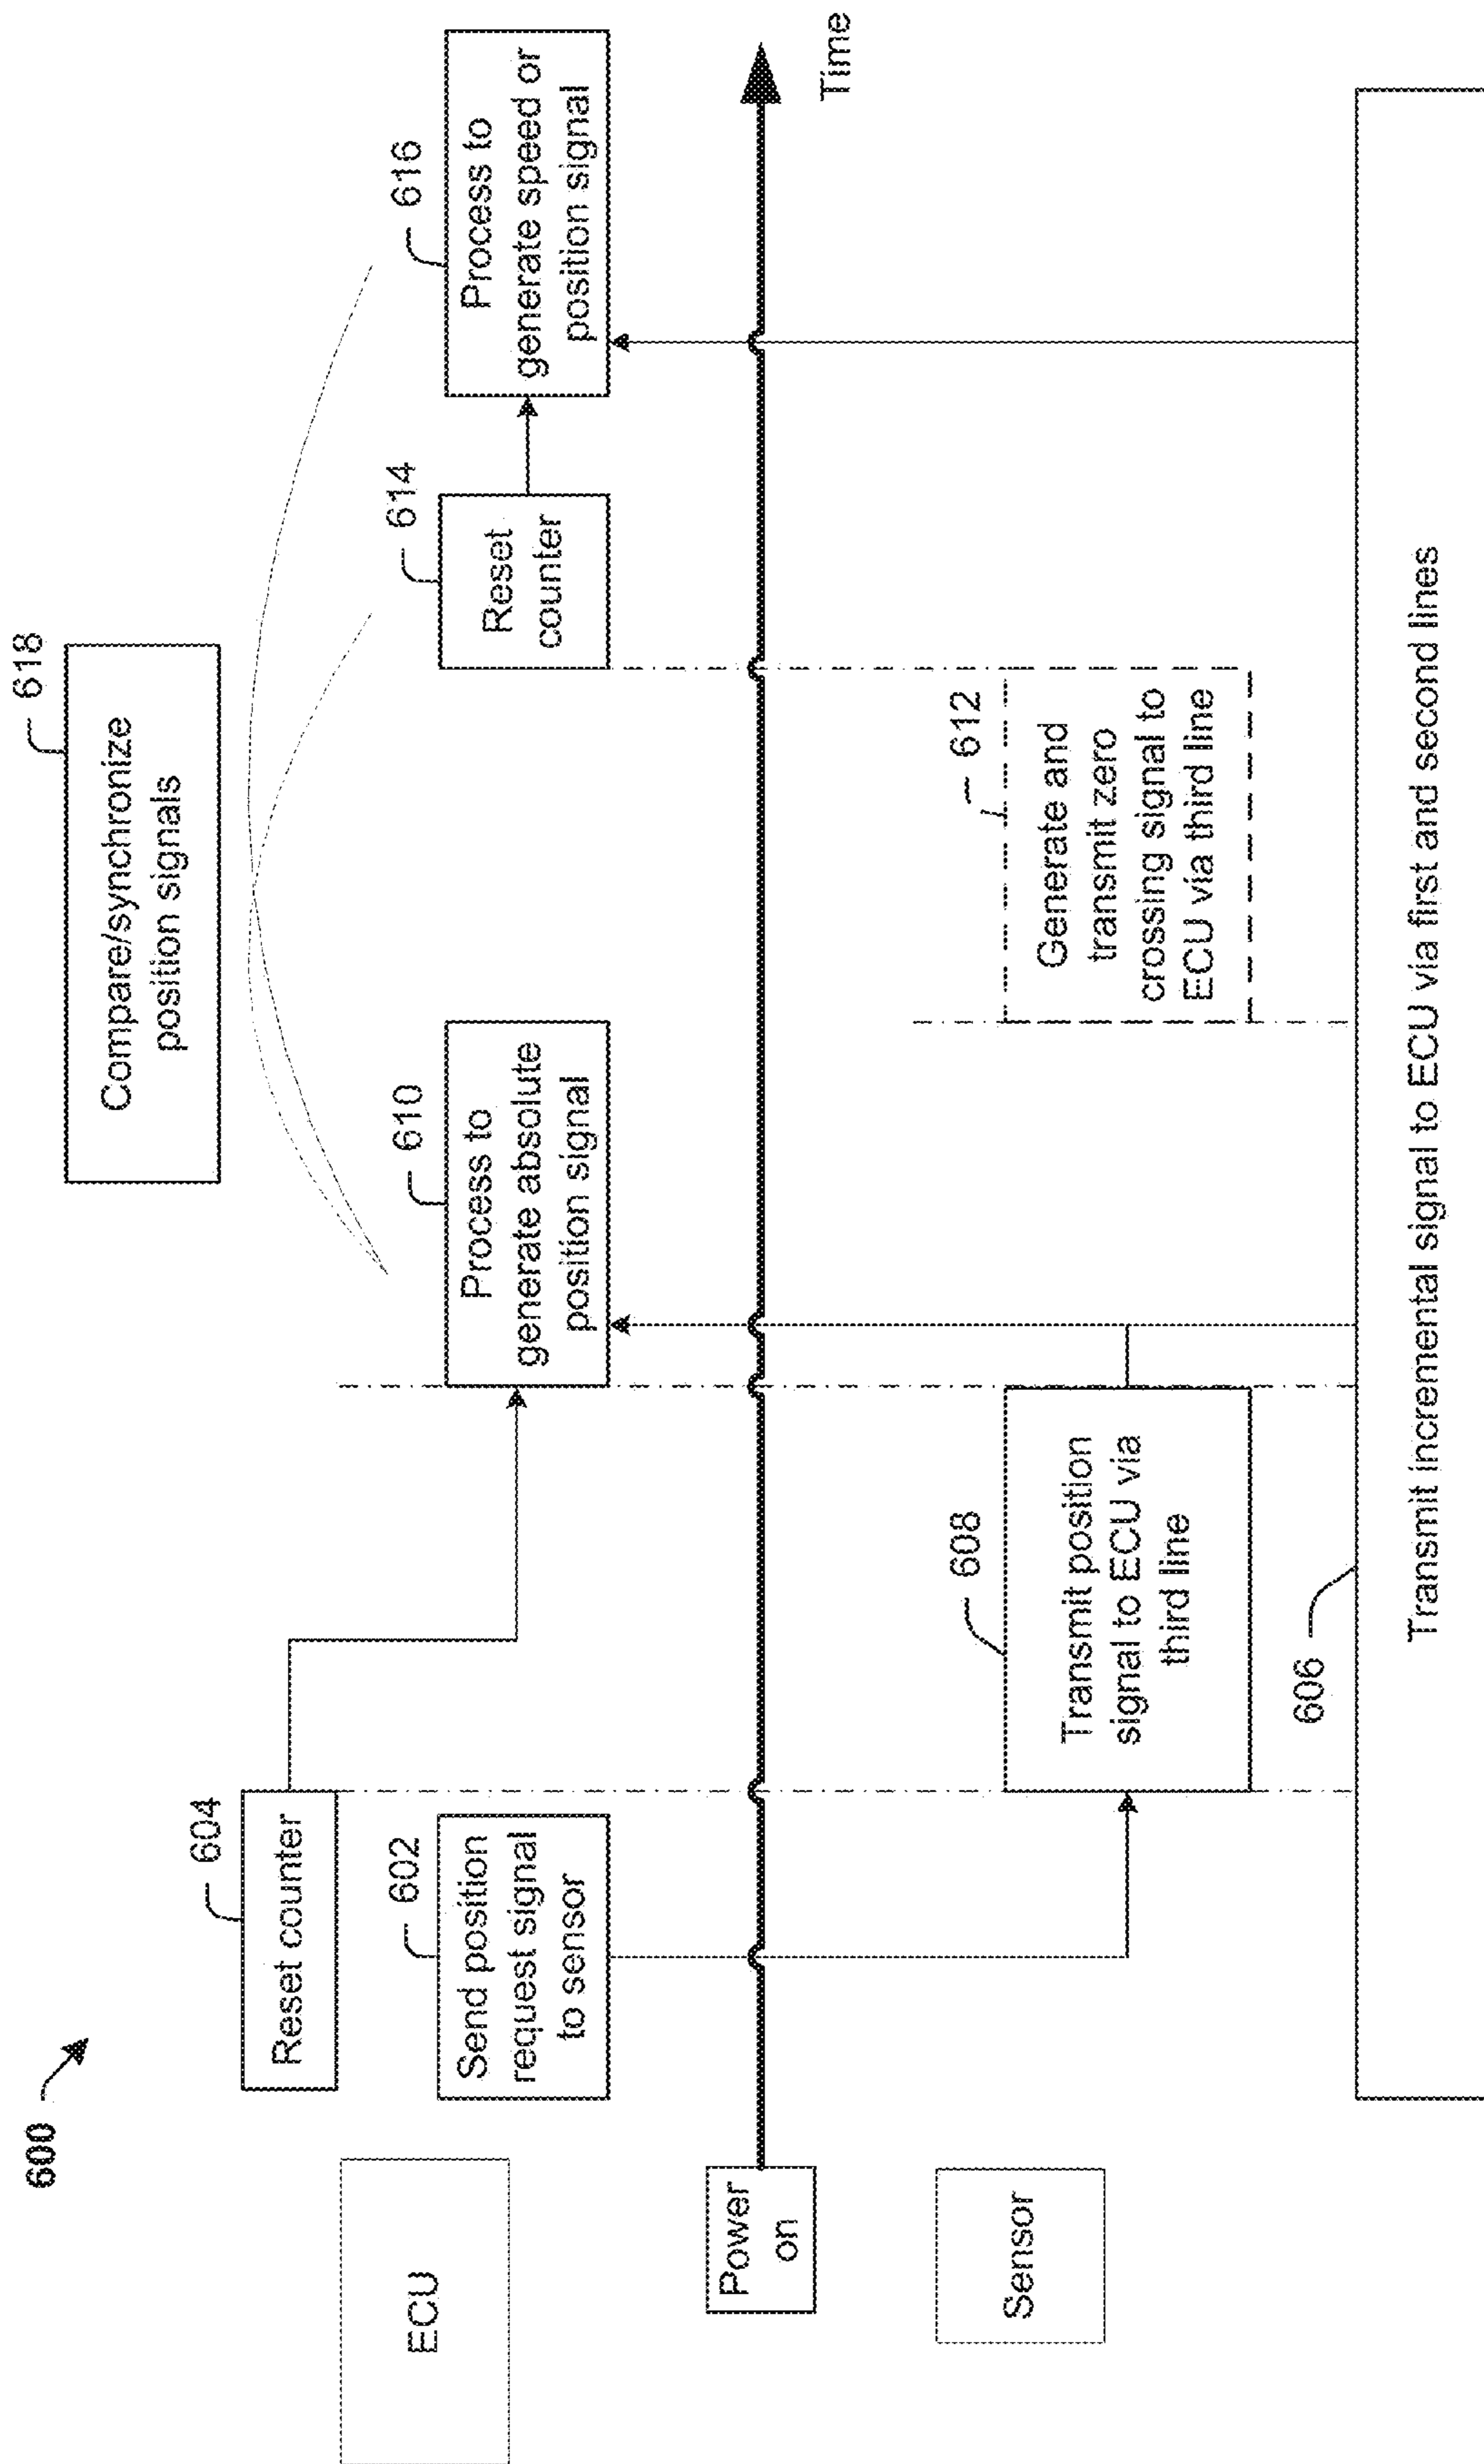 600
618
Compare/synchronize
position signals
604
Reset counter
ECU
602
Send position
request signal
to sensor
610
Process to
generate absolute
position signal
614
Reset
counter
616
Process to
generate speed or
position signal
Power
on
Time
Sensor
608
Transmit position
signal to ECU via
third line
612
Generate and
transmit zero
crossing signal to
ECU via third line
606
Transmit incremental signal to ECU via first and second lines